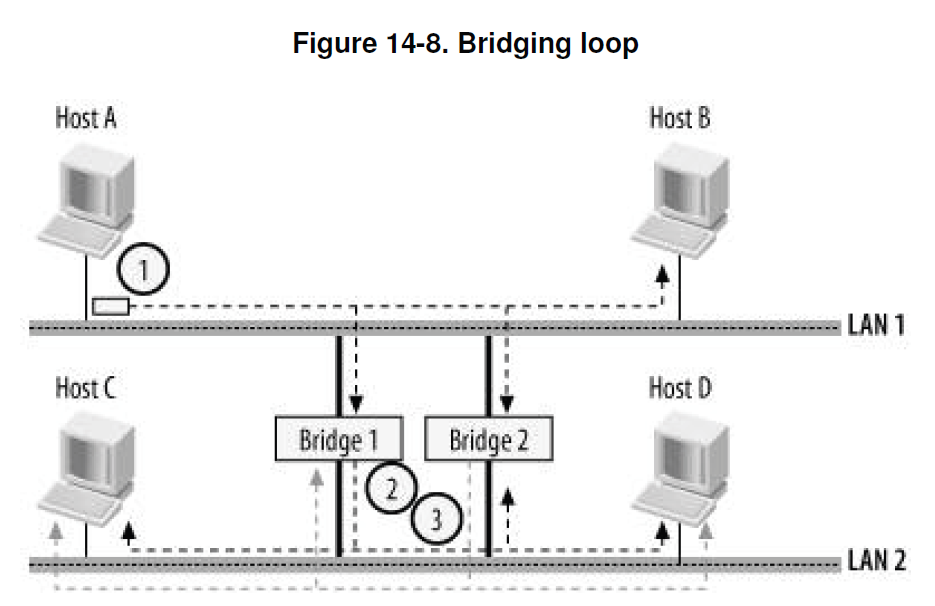 Figure 14-8. Bridging loop
Host A
Host B
1
LAN 1
Host C
Host D
Bridge 1
Bridge 2
2
3
LAN 2